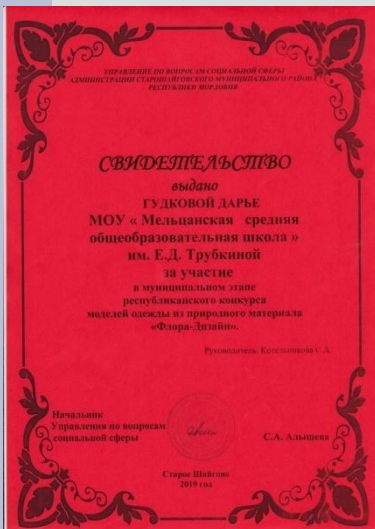 УПРАВЛЕНИЕ ПО ВОПРОСАМ СОЦИАЛЬНОЙ СФЕРЫ
АДМИНИСТРАЦИИ СТАРОШАЙГОВСКОГО МУНИЦИПАЛЬНОГО РАЙОНА
РЕСПУБЛИКИ МОРДОВИЯ
СВИДЕТЕЛЬСТВО
выдано
ГУДКОВОЙ ДАРЬЕ
МОУ « Мельцанская средняя
общеобразовательная школа »
им. Е.Д. Трубкиной
за участие
в муниципальном этапе
республиканского конкурса
моделей одежды из природного материала
«Флора-Дизайн».
Руководитель: Котельникова С.А.
Начальник
Управления по вопросам
социальной сферы
С.А. Алышева
Старое Шайгово
2019 год